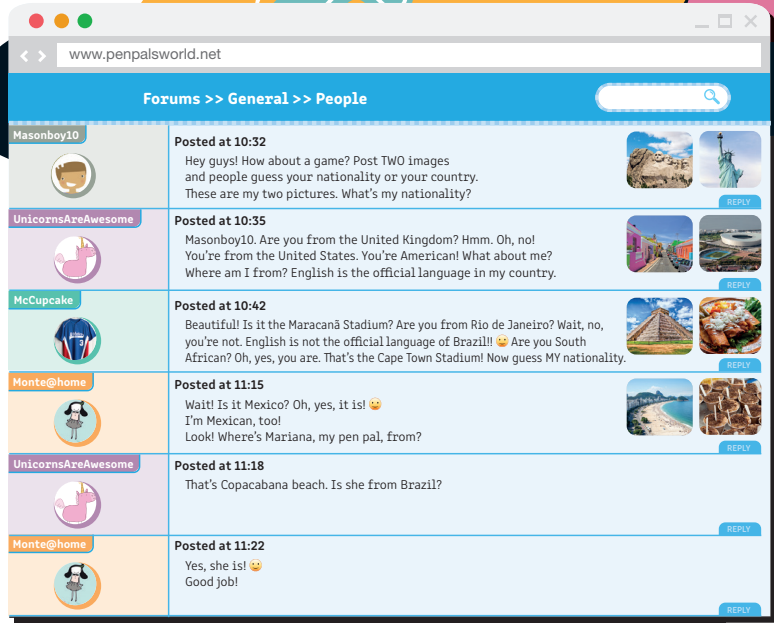 www.penpalsworld.net
Forums >> General >> People
Masonboy10
Posted at 10:32
Hey guys! How about a game? Post TWO images
and people guess your nationality or your country.
These are my two pictures. What's my nationality?
REPLY
UnicornsAreAwesome
Posted at 10:35
Masonboy10. Are you from the United Kingdom? Hmm. Oh, no!
You're from the United States. You're American! What about me?
Where am I from? English is the official language in my country.
REPLY
McCupcake
3
Posted at 10:42
Beautiful! Is it the Maracanã Stadium? Are you from Rio de Janeiro? Wait, no,
you're not. English is not the official language of Brazil!! 😀 Are you South
African? Oh, yes, you are. That's the Cape Town Stadium! Now guess MY nationality.
REPLY
Monte@home
Posted at 11:15
Wait! Is it Mexico? Oh, yes, it is! 😀
I'm Mexican, too!
Look! Where's Mariana, my pen pal, from?
REPLY
UnicornsAreAwesome
Posted at 11:18
That's Copacabana beach. Is she from Brazil?
REPLY
Monte@home
Posted at 11:22
Yes, she is! 😀
Good job!
REPLY